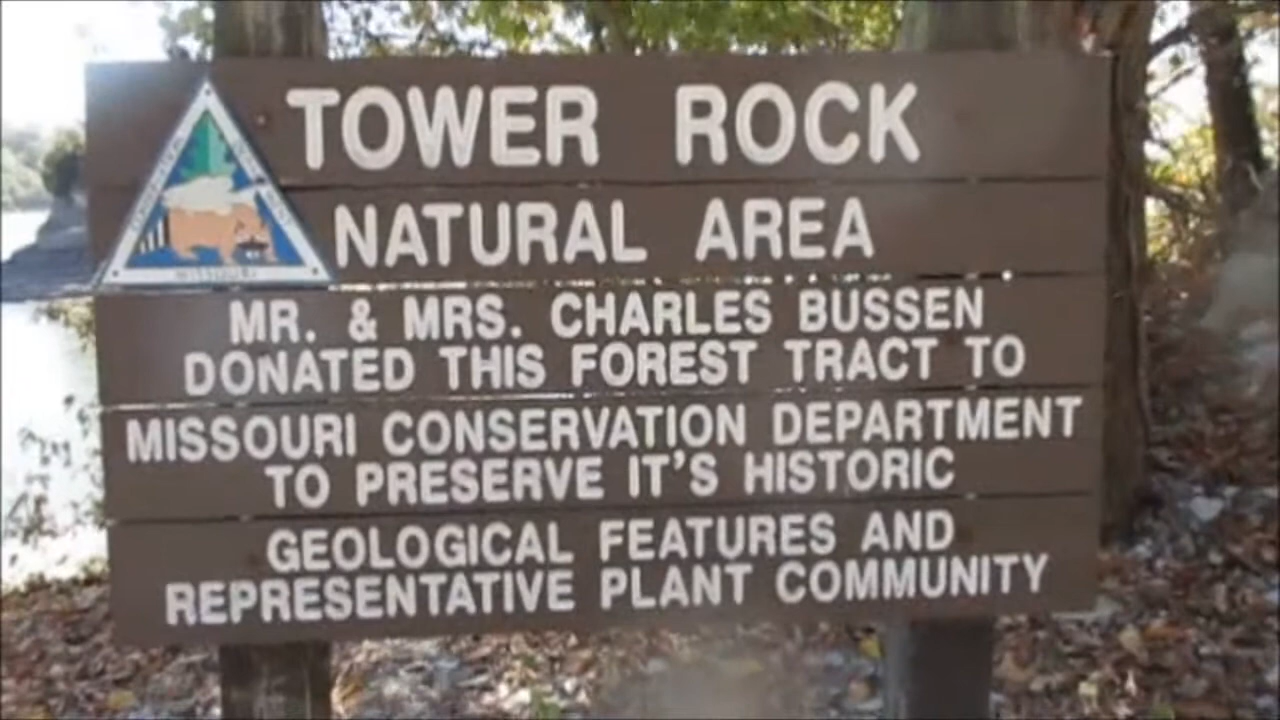 TOWER ROCK
NATURAL AREA
MISSOURI
MR. & MRS. CHARLES BUSSEN
DONATED THIS FOREST TRACT TO
MISSOURI CONSERVATION DEPARTMENT
TO PRESERVE IT'S HISTORIC
GEOLOGICAL FEATURES AND
REPRESENTATIVE PLANT COMMUNITY